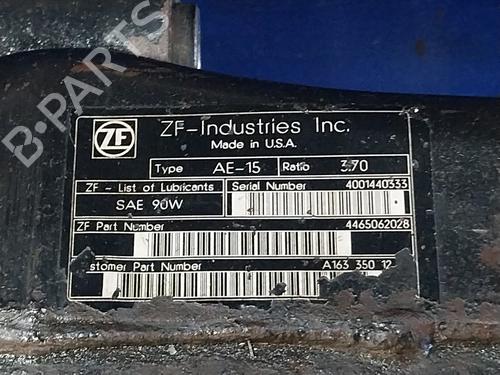 B-PARTS
ZF
ZF-Industries Inc.
Made in U.S.A.
Type AE-15 Ratio 3.70
ZF - List of Lubricants Serial Number 4001440333
SAE 90W
ZF Part Number 4465062028
stomer Part Number A163 350 12